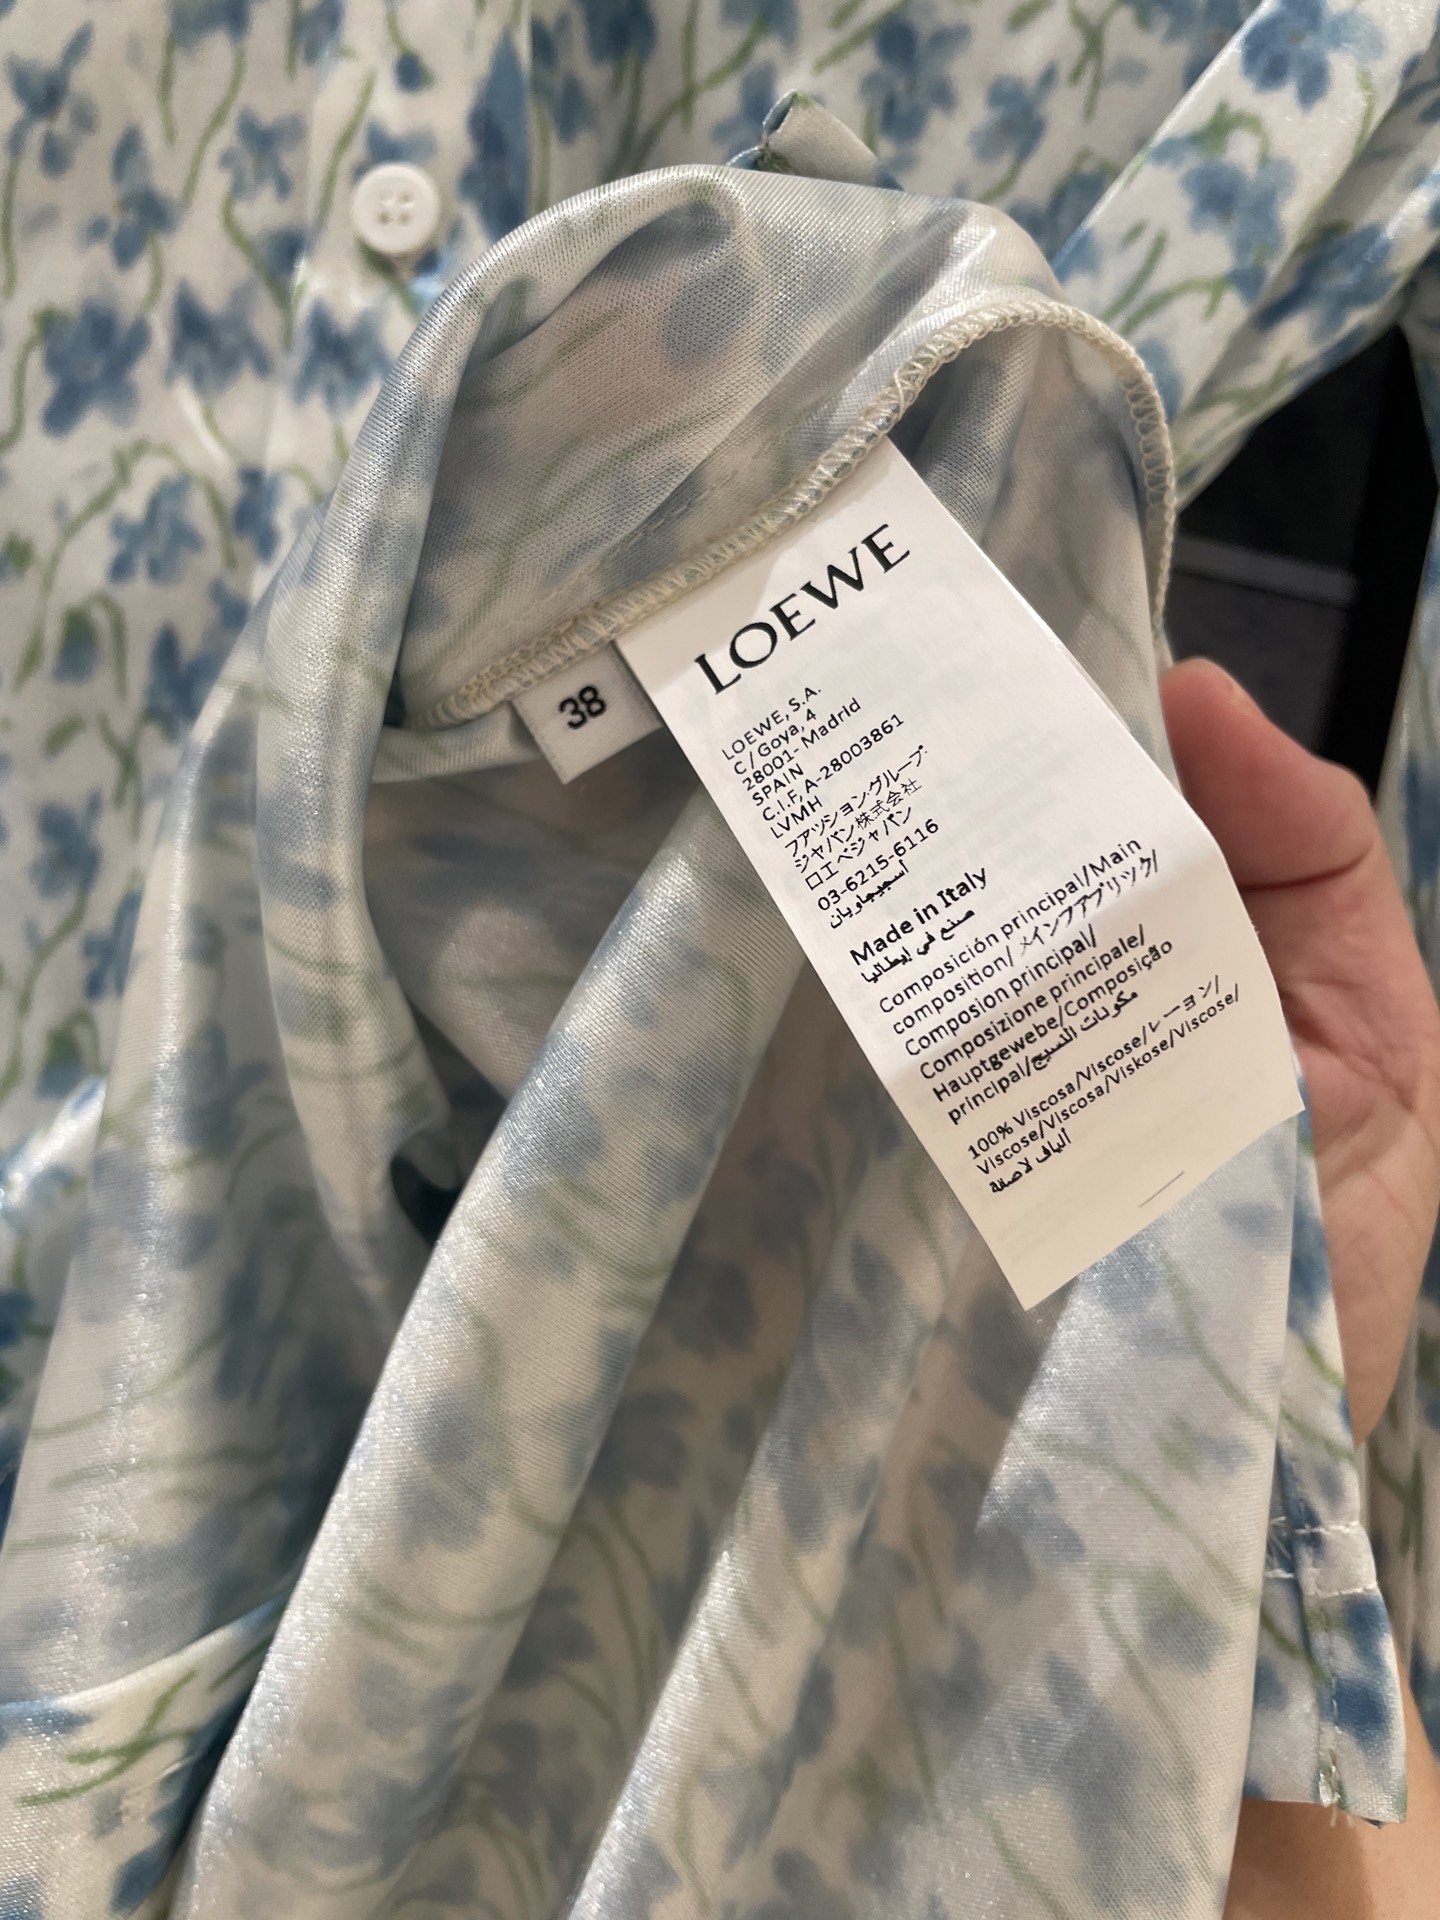 LOEWE
38
LOEWE, S.A.
C/Goya, 4
28001- Madrid
SPAIN
C.I.F. A-28003861
LVMH
ファッション・グループ・
ジャパン株式会社
ロエベジャパン
03-6215-6116
Made in Italy
صنع في إيطاليا
Composición principal/Main
composition/メインファブリック/
Composion principal/
Composizione principale/
Hauptgewebe/Composição
principal/مكونات النسيج
100% Viscosa/Viscose/レーヨン/
Viscose/Viscosa/Viskose/Viscose/